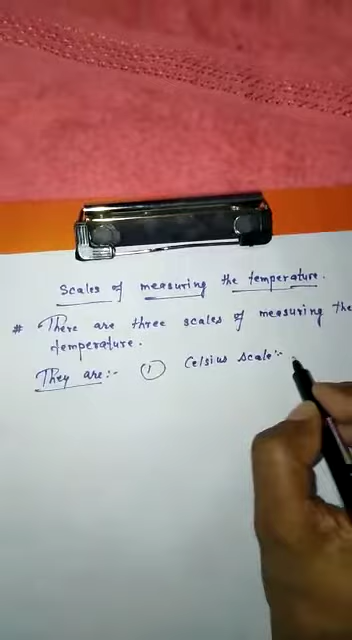 Scales of measuring the temperature.
# There are three scales of measuring the
temperature.
They are:- ① Celsius scale:-